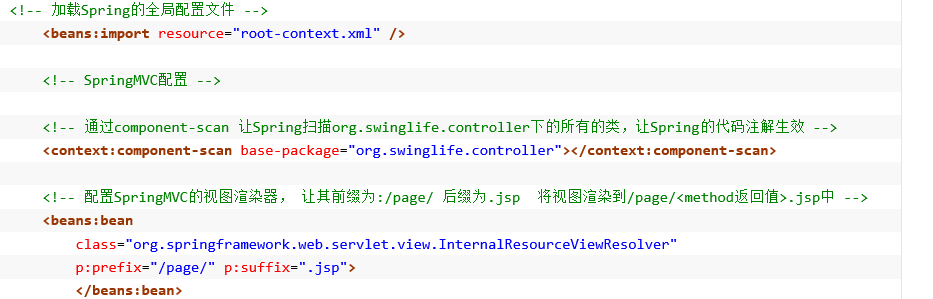 <!-- 加载Spring的全局配置文件 -->
<beans:import resource="root-context.xml" />
<!-- SpringMVC配置 -->
<!-- 通过component-scan 让Spring扫描org.swinglife.controller下的所有的类，让Spring的代码注解生效 -->
<context:component-scan base-package="org.swinglife.controller"></context:component-scan>
<!-- 配置SpringMVC的视图渲染器， 让其前缀为:/page/ 后缀为.jsp  将视图渲染到/page/<method返回值>.jsp中 -->
<beans:bean
class="org.springframework.web.servlet.view.InternalResourceViewResolver"
p:prefix="/page/" p:suffix=".jsp">
</beans:bean>